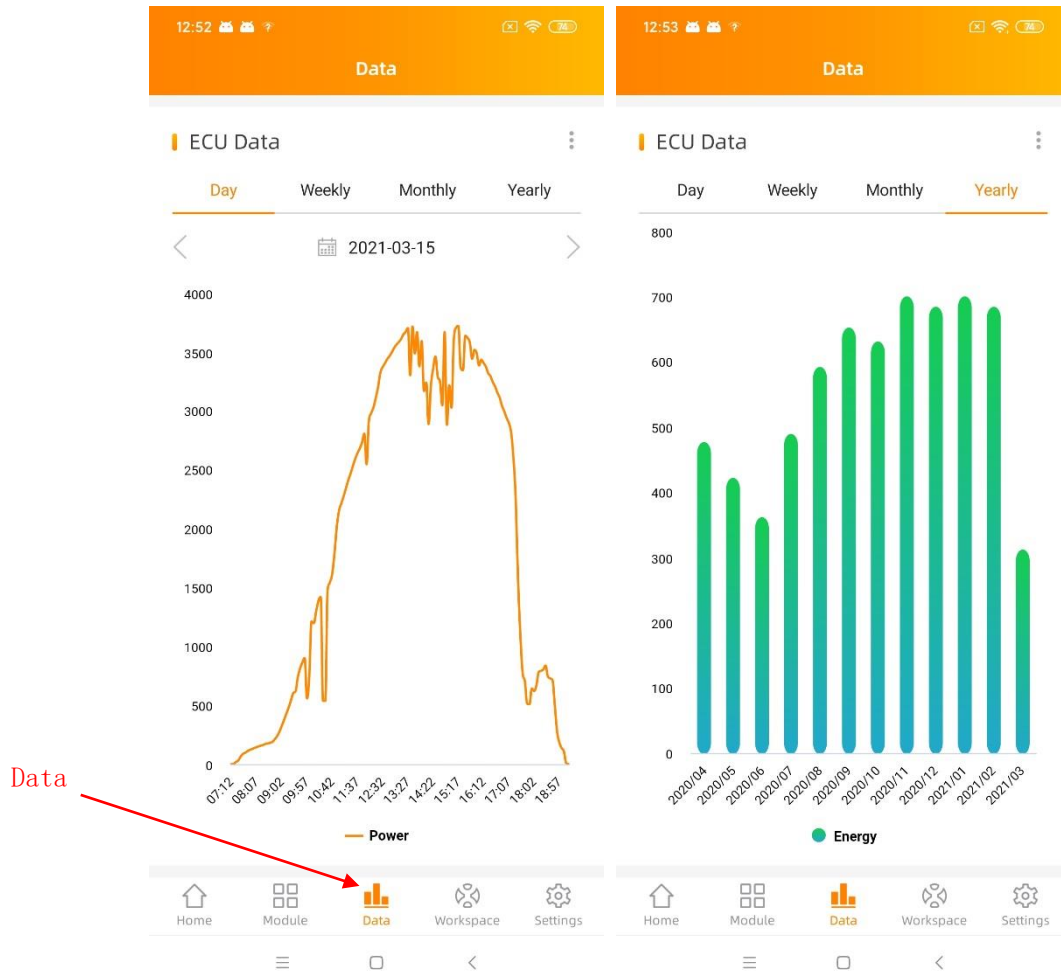 12:52
74
Data
ECU Data
Day Weekly Monthly Yearly
2021-03-15
4000
3500
3000
2500
2000
1500
1000
500
0
07:12 08:07 09:02 09:57 10:42 11:37 12:32 13:27 14:22 15:17 16:12 17:07 18:02 18:57
Power
Home Module Data Workspace Settings
Data
12:53
74
Data
ECU Data
Day Weekly Monthly Yearly
800
700
600
500
400
300
200
100
0
2020/04 2020/05 2020/06 2020/07 2020/08 2020/09 2020/10 2020/11 2020/12 2021/01 2021/02 2021/03
Energy
Home Module Data Workspace Settings